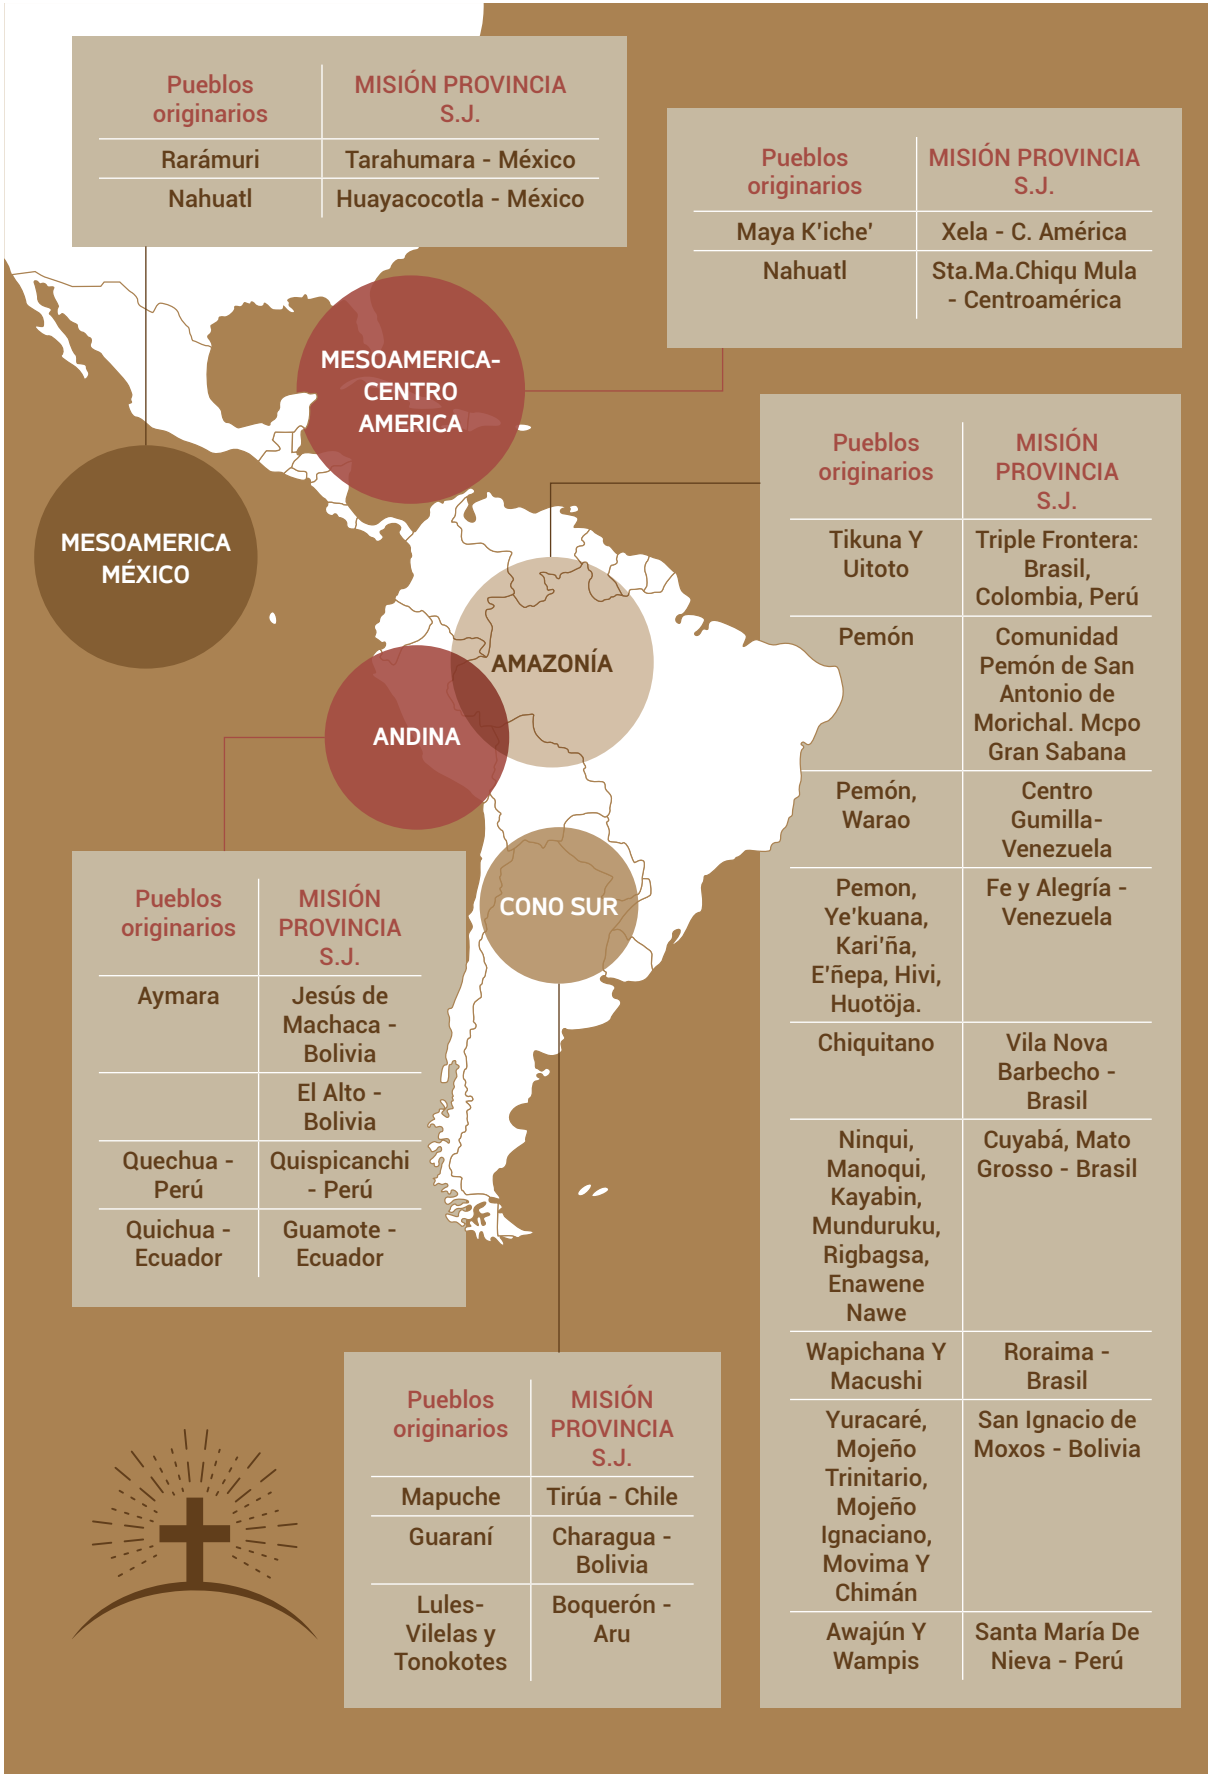 Pueblos
originarios
MISIÓN PROVINCIA
S.J.
Rarámuri
Tarahumara - México
Nahuatl
Huayacocotla - México
Pueblos
originarios
MISIÓN PROVINCIA
S.J.
Maya K'iche'
Xela - C. América
Nahuatl
Sta.Ma.Chiqu Mula
- Centroamérica
MESOAMERICA-
CENTRO
AMERICA
MESOAMERICA
MÉXICO
AMAZONÍA
ANDINA
CONO SUR
Pueblos
originarios
MISIÓN
PROVINCIA
S.J.
Tikuna Y
Uitoto
Triple Frontera:
Brasil,
Colombia, Perú
Pemón
Comunidad
Pemón de San
Antonio de
Morichal. Mcpo
Gran Sabana
Pemón,
Warao
Centro
Gumilla-
Venezuela
Pemon,
Ye'kuana,
Kari'ña,
E'ñepa, Hivi,
Huotöja.
Fe y Alegría -
Venezuela
Chiquitano
Vila Nova
Barbecho -
Brasil
Ninqui,
Manoqui,
Kayabin,
Munduruku,
Rigbagsa,
Enawene
Nawe
Cuyabá, Mato
Grosso - Brasil
Wapichana Y
Macushi
Roraima -
Brasil
Yuracaré,
Mojeño
Trinitario,
Mojeño
Ignaciano,
Movima Y
Chimán
San Ignacio de
Moxos - Bolivia
Awajún Y
Wampis
Santa María De
Nieva - Perú
Pueblos
originarios
MISIÓN
PROVINCIA
S.J.
Aymara
Jesús de
Machaca -
Bolivia
El Alto -
Bolivia
Quechua -
Perú
Quispicanchi
- Perú
Quichua -
Ecuador
Guamote -
Ecuador
Pueblos
originarios
MISIÓN
PROVINCIA
S.J.
Mapuche
Tirúa - Chile
Guaraní
Charagua -
Bolivia
Lules-
Vilelas y
Tonokotes
Boquerón -
Aru